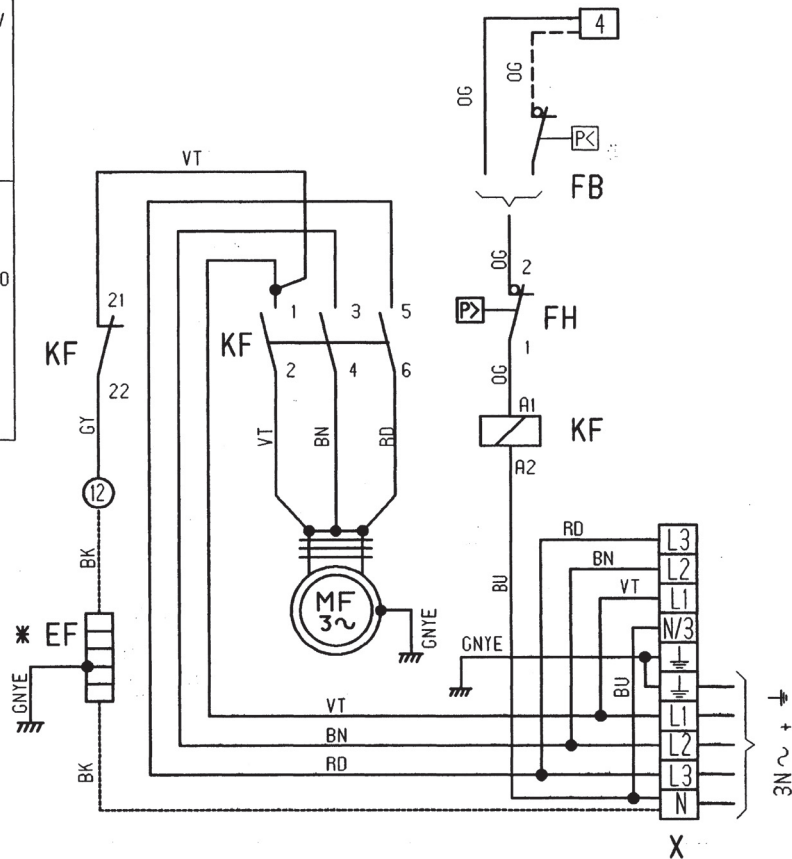 4
OG
OG
P<
FB
VT
OG
2
P>
FH
1
OG
A1
KF
A2
21
KF
22
GY
12
BK
1
3
5
KF
2
4
6
VT
BN
RD
MF
3~
GNYE
* EF
GNYE
BK
BU
RD
L3
BN
L2
VT
L1
N/3
GNYE
BU
VT
L1
BN
L2
RD
L3
N
X
3N ~ + ⏚
0